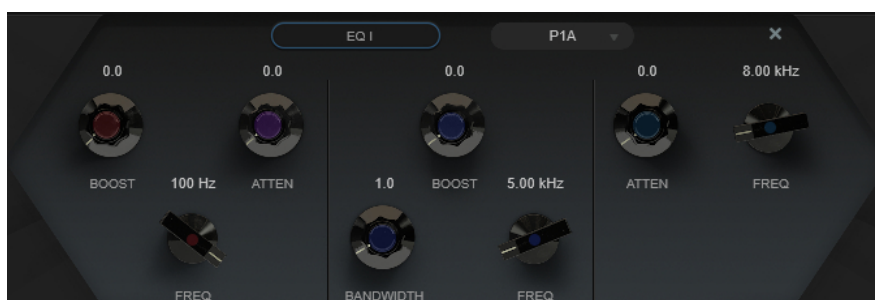 EQ I P1A
0.0 0.0 0.0 0.0 8.00 kHz
BOOST 100 Hz ATTEN 1.0 BOOST 5.00 kHz ATTEN FREQ
FREQ BANDWIDTH FREQ